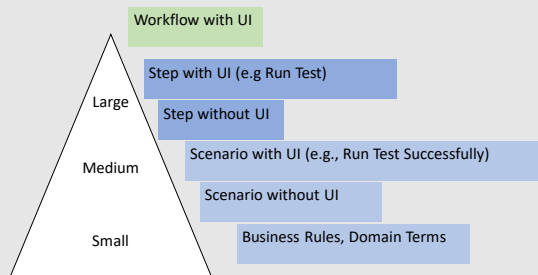 Workflow with UI
Step with UI (e.g Run Test)
Large
Step without UI
Scenario with UI (e.g., Run Test Successfully)
Medium
Scenario without UI
Small
Business Rules, Domain Terms